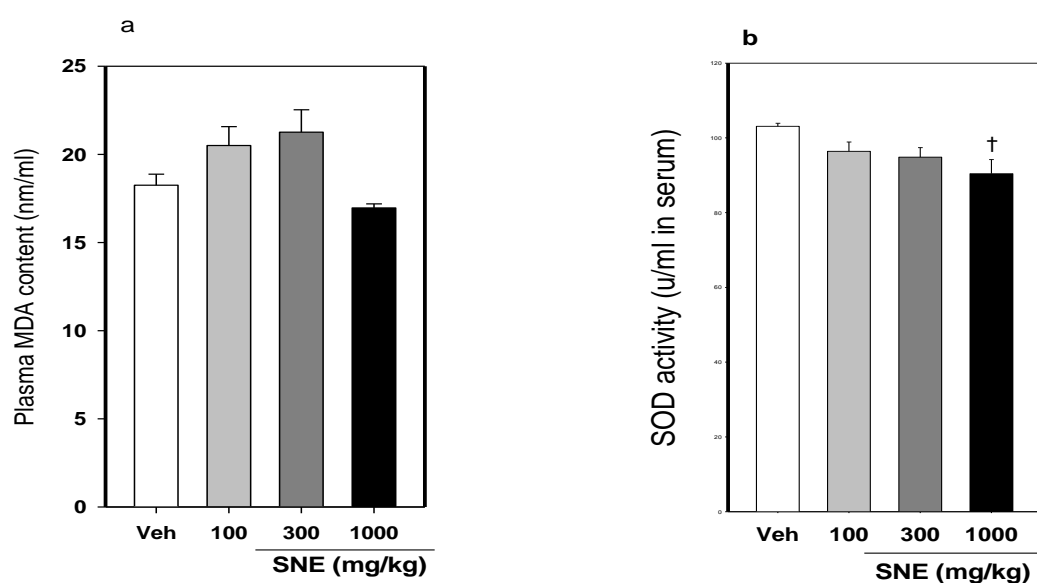 a
Plasma MDA content (nm/ml)
25
20
15
10
5
0
Veh 100 300 1000
SNE (mg/kg)
b
SOD activity (u/ml in serum)
120
100
80
60
40
20
0
†
Veh 100 300 1000
SNE (mg/kg)